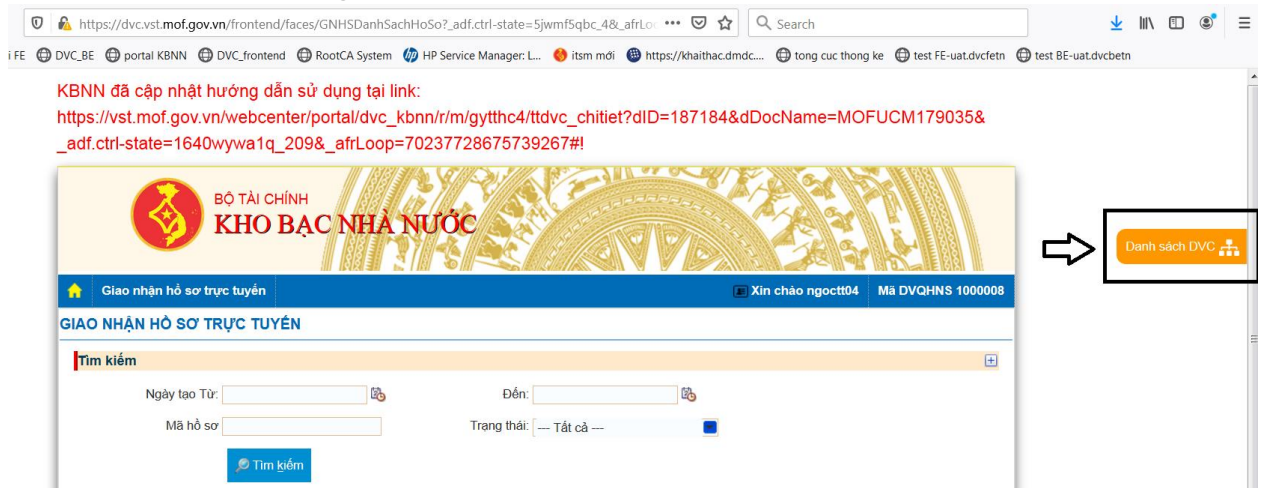 https://dvc.vst.mof.gov.vn/frontend/faces/GNHSDanhSachHoSo?_adf.ctrl-state=5jwmf5qbc_4&_afrLo
Search
i FE DVC_BE portal KBNN DVC_frontend RootCA System HP Service Manager: L... itsm mới https://khaithac.dmdc.... tong cuc thong ke test FE-uat.dvcfetn test BE-uat.dvcbetn
KBNN đã cập nhật hướng dẫn sử dụng tại link:
https://vst.mof.gov.vn/webcenter/portal/dvc_kbnn/r/m/gytthc4/ttdvc_chitiet?dID=187184&dDocName=MOFUCM179035&
_adf.ctrl-state=1640wywa1q_209&_afrLoop=70237728675739267#!
BỘ TÀI CHÍNH
KHO BẠC NHÀ NƯỚC
Danh sách DVC
Giao nhận hồ sơ trực tuyến Xin chào ngoctt04 Mã DVQHNS 1000008
GIAO NHẬN HỒ SƠ TRỰC TUYẾN
Tìm kiếm
Ngày tạo Từ: Đến:
Mã hồ sơ Trạng thái: --- Tất cả ---
Tìm kiếm